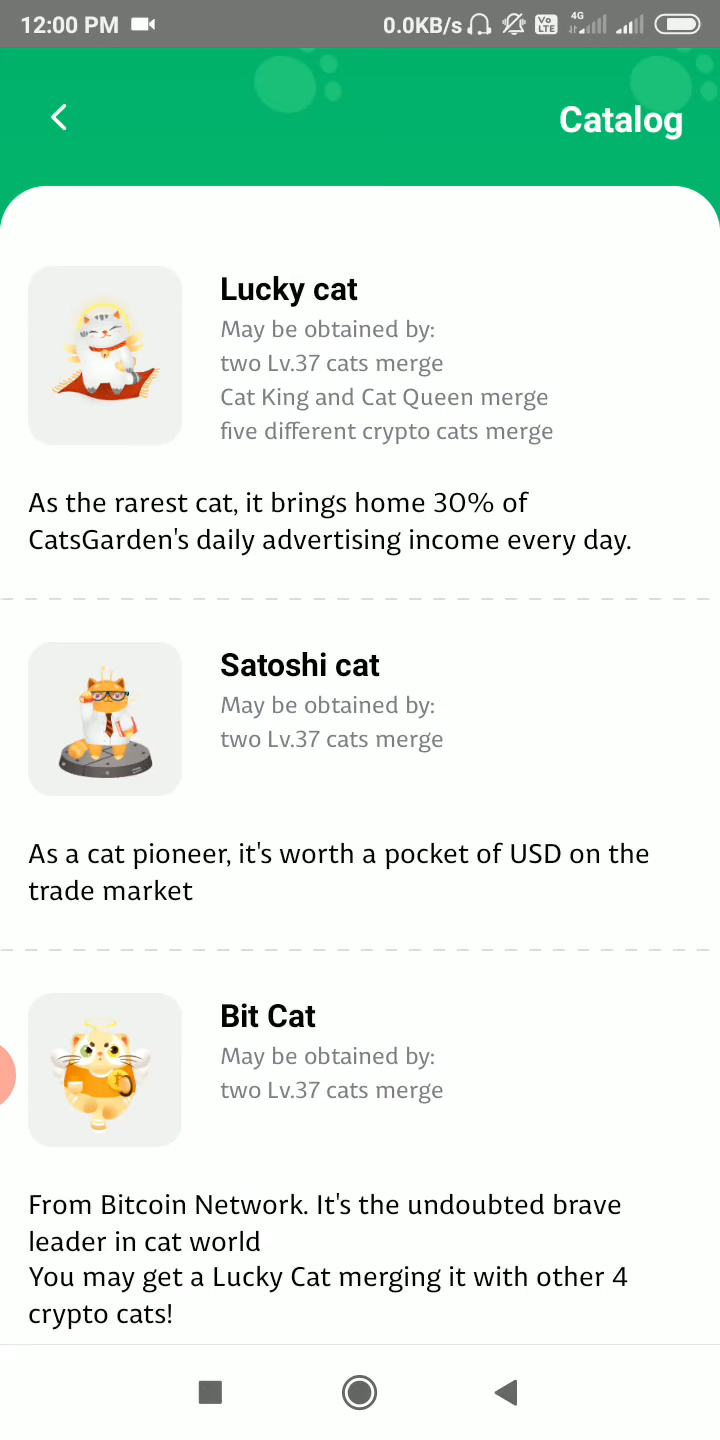 12:00 PM
0.0KB/s
Vo LTE
4G
Catalog
Lucky cat
May be obtained by:
two Lv.37 cats merge
Cat King and Cat Queen merge
five different crypto cats merge
As the rarest cat, it brings home 30% of
CatsGarden's daily advertising income every day.
Satoshi cat
May be obtained by:
two Lv.37 cats merge
As a cat pioneer, it's worth a pocket of USD on the
trade market
Bit Cat
May be obtained by:
two Lv.37 cats merge
From Bitcoin Network. It's the undoubted brave
leader in cat world
You may get a Lucky Cat merging it with other 4
crypto cats!